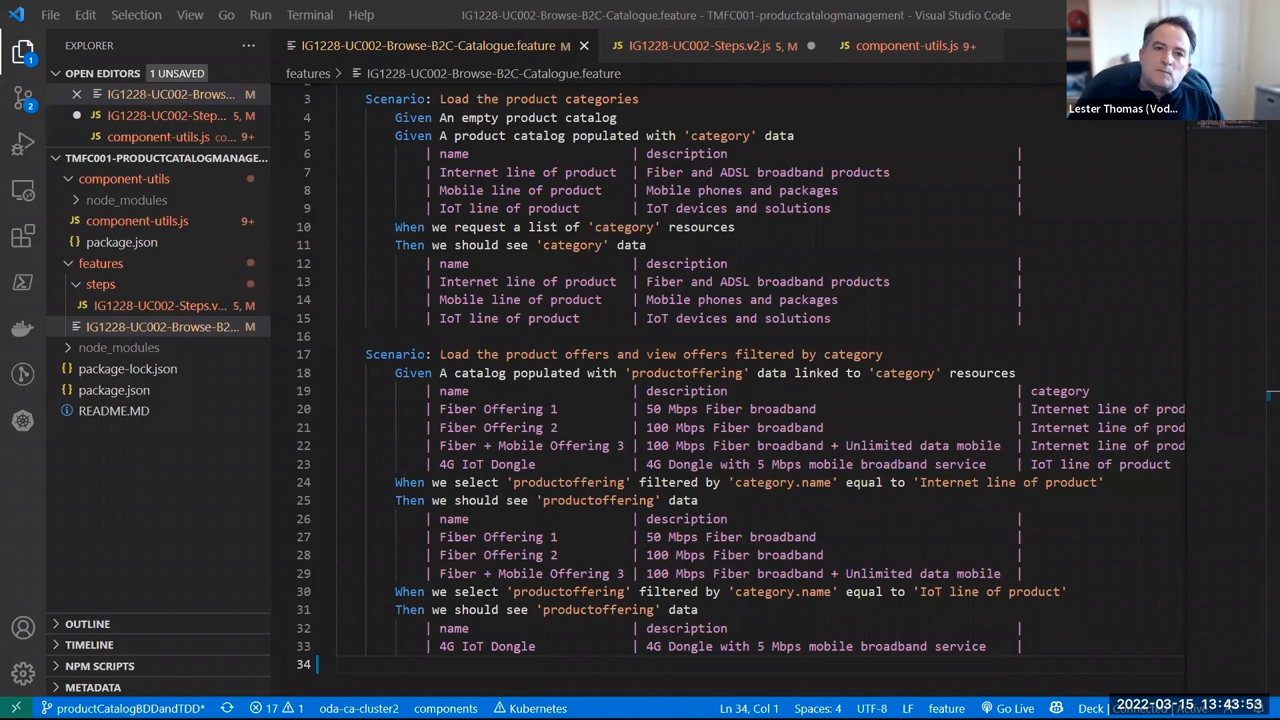 File Edit Selection View Go Run Terminal Help IG1228-UC002-Browse-B2C-Catalogue.feature - TMFC001-productcatalogmanagement - Visual Studio Code
EXPLORER ···
OPEN EDITORS 1 UNSAVED
IG1228-UC002-Brows... M
IG1228-UC002-Step... 5, M
component-utils.js co... 9+
TMFC001-PRODUCTCATALOGMANAGE...
component-utils
node_modules
component-utils.js 9+
package.json
features
steps
IG1228-UC002-Steps.v... 5, M
IG1228-UC002-Browse-B2... M
node_modules
package-lock.json
package.json
README.MD
OUTLINE
TIMELINE
NPM SCRIPTS
METADATA
1
2
IG1228-UC002-Browse-B2C-Catalogue.feature M
IG1228-UC002-Steps.v2.js 5, M
component-utils.js 9+
features > IG1228-UC002-Browse-B2C-Catalogue.feature
3 Scenario: Load the product categories
4 Given An empty product catalog
5 Given A product catalog populated with 'category' data
6 | name | description |
7 | Internet line of product | Fiber and ADSL broadband products |
8 | Mobile line of product | Mobile phones and packages |
9 | IoT line of product | IoT devices and solutions |
10 When we request a list of 'category' resources
11 Then we should see 'category' data
12 | name | description |
13 | Internet line of product | Fiber and ADSL broadband products |
14 | Mobile line of product | Mobile phones and packages |
15 | IoT line of product | IoT devices and solutions |
16
17 Scenario: Load the product offers and view offers filtered by category
18 Given A catalog populated with 'productoffering' data linked to 'category' resources
19 | name | description | category
20 | Fiber Offering 1 | 50 Mbps Fiber broadband | Internet line of prod
21 | Fiber Offering 2 | 100 Mbps Fiber broadband | Internet line of prod
22 | Fiber + Mobile Offering 3 | 100 Mbps Fiber broadband + Unlimited data mobile | Internet line of prod
23 | 4G IoT Dongle | 4G Dongle with 5 Mbps mobile broadband service | IoT line of product
24 When we select 'productoffering' filtered by 'category.name' equal to 'Internet line of product'
25 Then we should see 'productoffering' data
26 | name | description |
27 | Fiber Offering 1 | 50 Mbps Fiber broadband |
28 | Fiber Offering 2 | 100 Mbps Fiber broadband |
29 | Fiber + Mobile Offering 3 | 100 Mbps Fiber broadband + Unlimited data mobile |
30 When we select 'productoffering' filtered by 'category.name' equal to 'IoT line of product'
31 Then we should see 'productoffering' data
32 | name | description |
33 | 4G IoT Dongle | 4G Dongle with 5 Mbps mobile broadband service |
34
Lester Thomas (Vod...
productCatalogBDDandTDD* 17 1 oda-ca-cluster2 components Kubernetes Ln 34, Col 1 Spaces: 4 UTF-8 LF feature Go Live Deck
2022-03-15 13:43:53